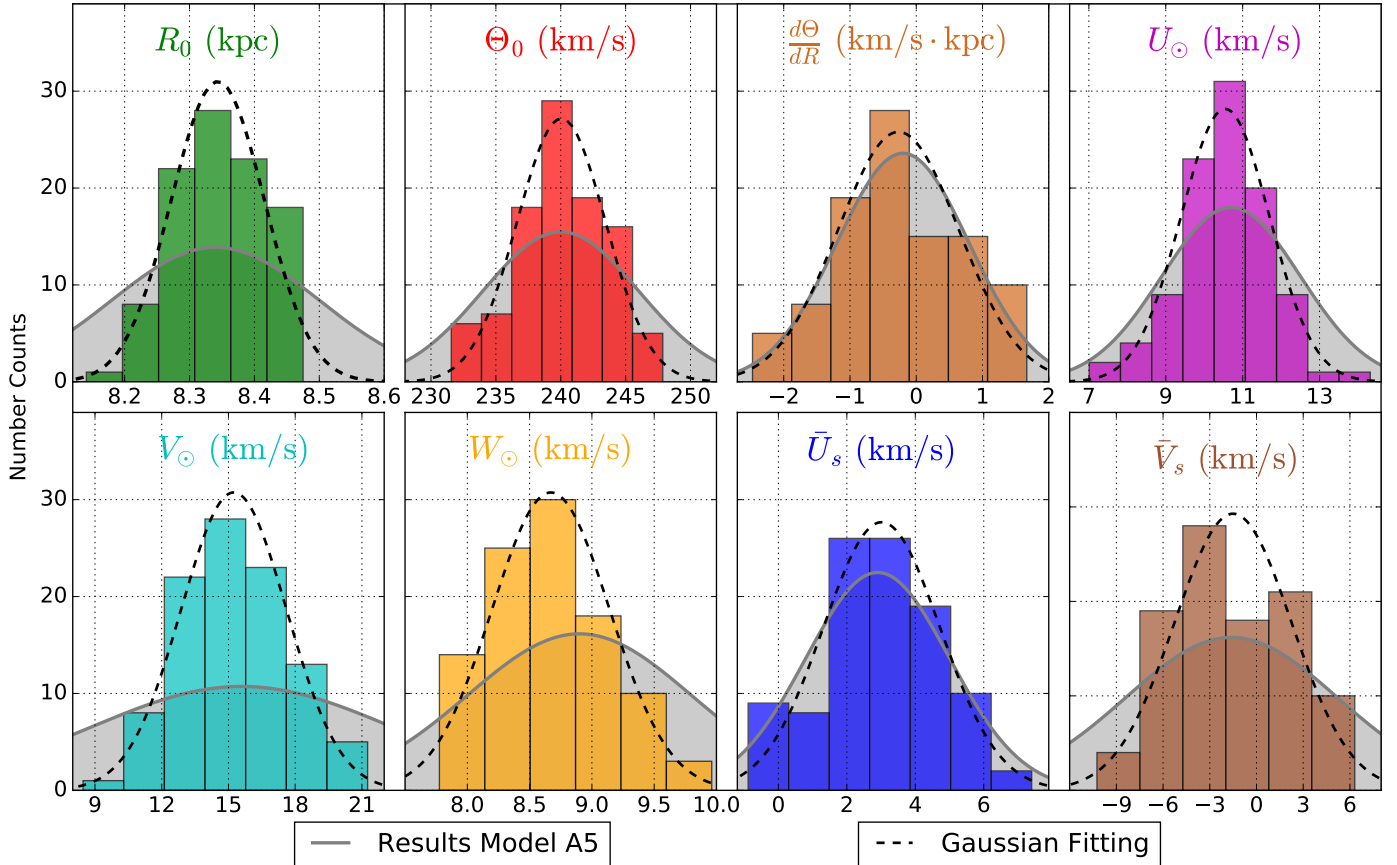 R₀ (kpc)
Θ₀ (km/s)
dΘ/dR (km/s·kpc)
U⊙ (km/s)
Number Counts
30
20
10
0
8.2 8.3 8.4 8.5 8.6
230 235 240 245 250
−2 −1 0 1 2
7 9 11 13
V⊙ (km/s)
W⊙ (km/s)
Ūₛ (km/s)
V̄ₛ (km/s)
30
20
10
0
9 12 15 18 21
8.0 8.5 9.0 9.5 10.0
0 2 4 6
−9 −6 −3 0 3 6
Results Model A5
Gaussian Fitting